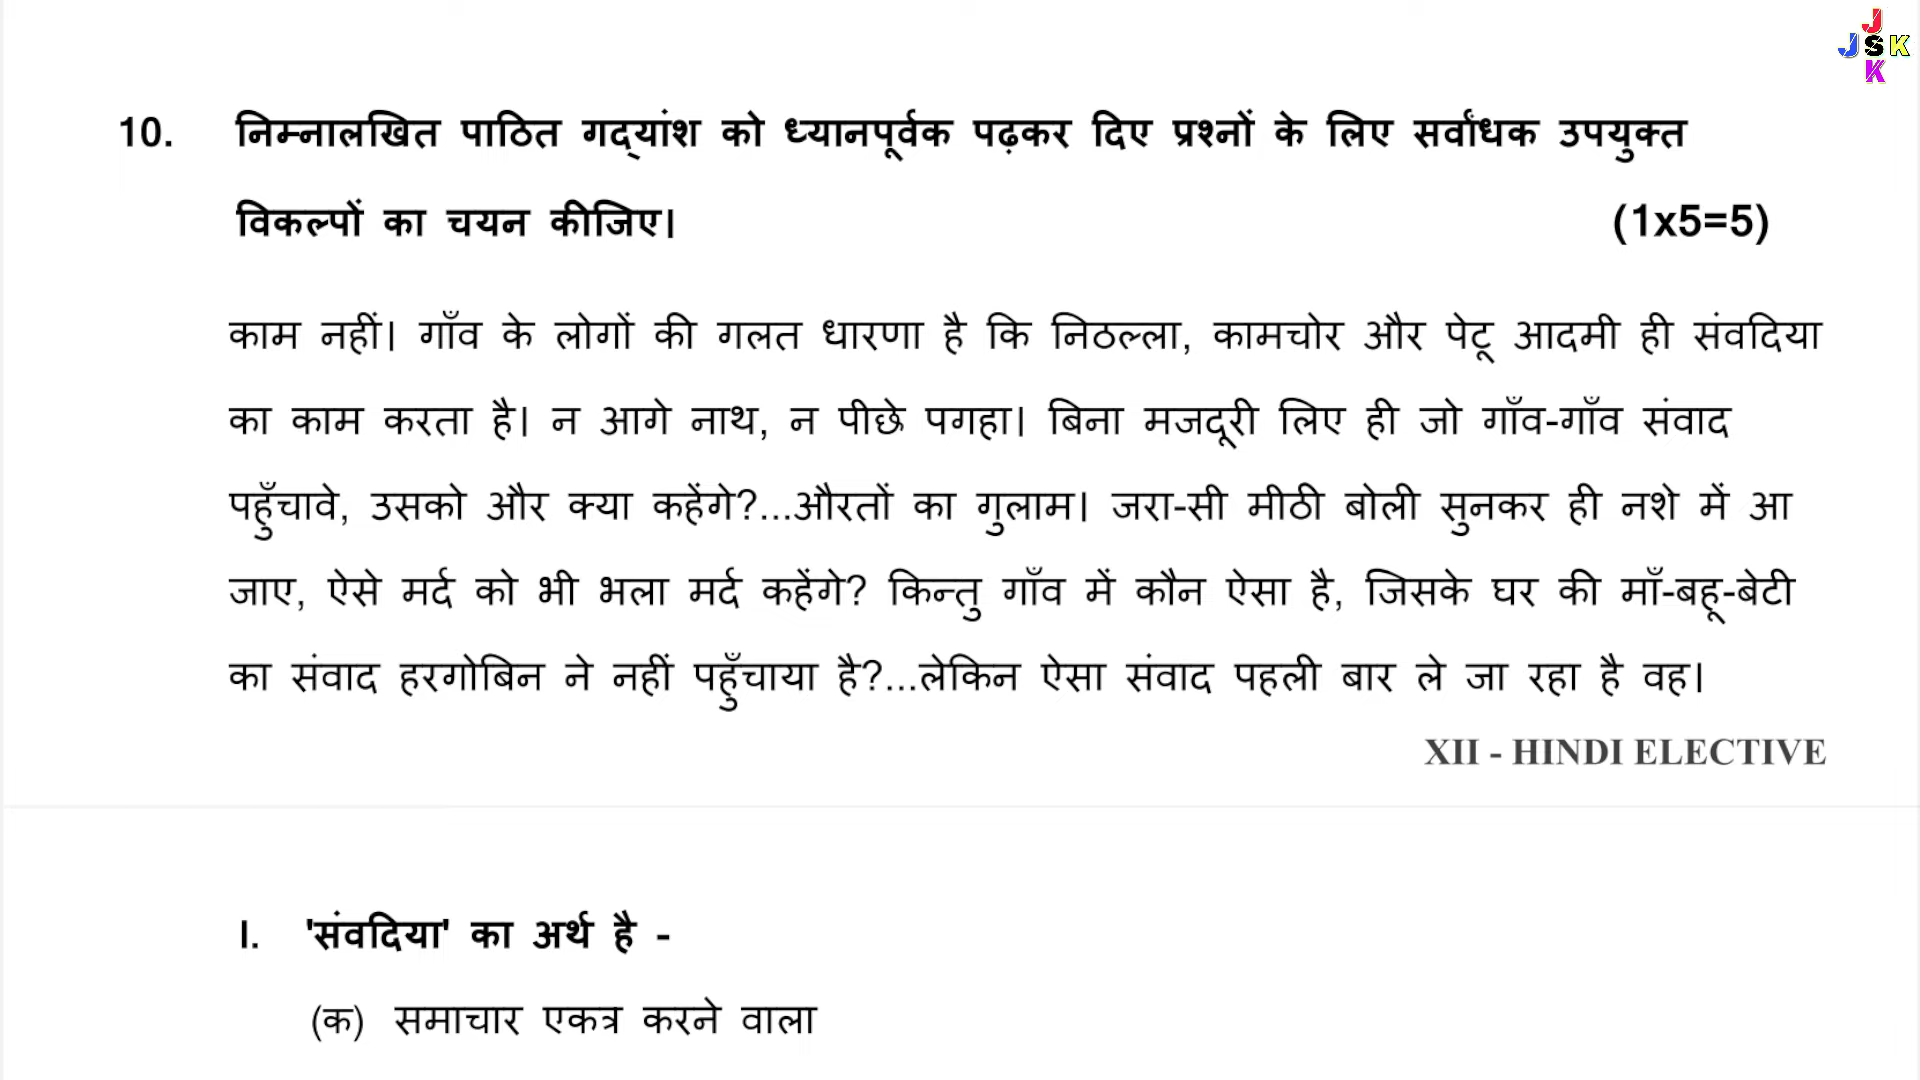 J
JSK
K
10. निम्नालखित पाठित गद्यांश को ध्यानपूर्वक पढ़कर दिए प्रश्नों के लिए सर्वांधक उपयुक्त
विकल्पों का चयन कीजिए। (1x5=5)
काम नहीं। गाँव के लोगों की गलत धारणा है कि निठल्ला, कामचोर और पेटू आदमी ही संवदिया
का काम करता है। न आगे नाथ, न पीछे पगहा। बिना मजदूरी लिए ही जो गाँव-गाँव संवाद
पहुँचावे, उसको और क्या कहेंगे?...औरतों का गुलाम। जरा-सी मीठी बोली सुनकर ही नशे में आ
जाए, ऐसे मर्द को भी भला मर्द कहेंगे? किन्तु गाँव में कौन ऐसा है, जिसके घर की माँ-बहू-बेटी
का संवाद हरगोबिन ने नहीं पहुँचाया है?...लेकिन ऐसा संवाद पहली बार ले जा रहा है वह।
XII - HINDI ELECTIVE
I. 'संवदिया' का अर्थ है -
(क) समाचार एकत्र करने वाला